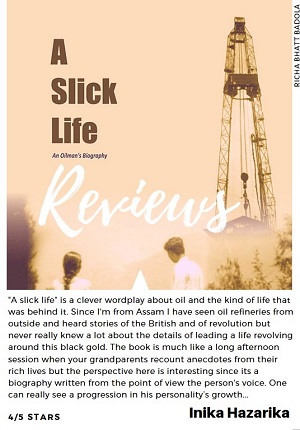 RICHA BHATT BADOLA
A
Slick
Life
An Oilman's Biography
Reviews
"A slick life" is a clever wordplay about oil and the kind of life that
was behind it. Since I'm from Assam I have seen oil refineries from
outside and heard stories of the British and of revolution but
never really knew a lot about the details of leading a life revolving
around this black gold. The book is much like a long afternoon
session when your grandparents recount anecdotes from their
rich lives but the perspective here is interesting since its a
biography written from the point of view the person's voice. One
can really see a progression in his personality's growth...
4/5 STARS
Inika Hazarika